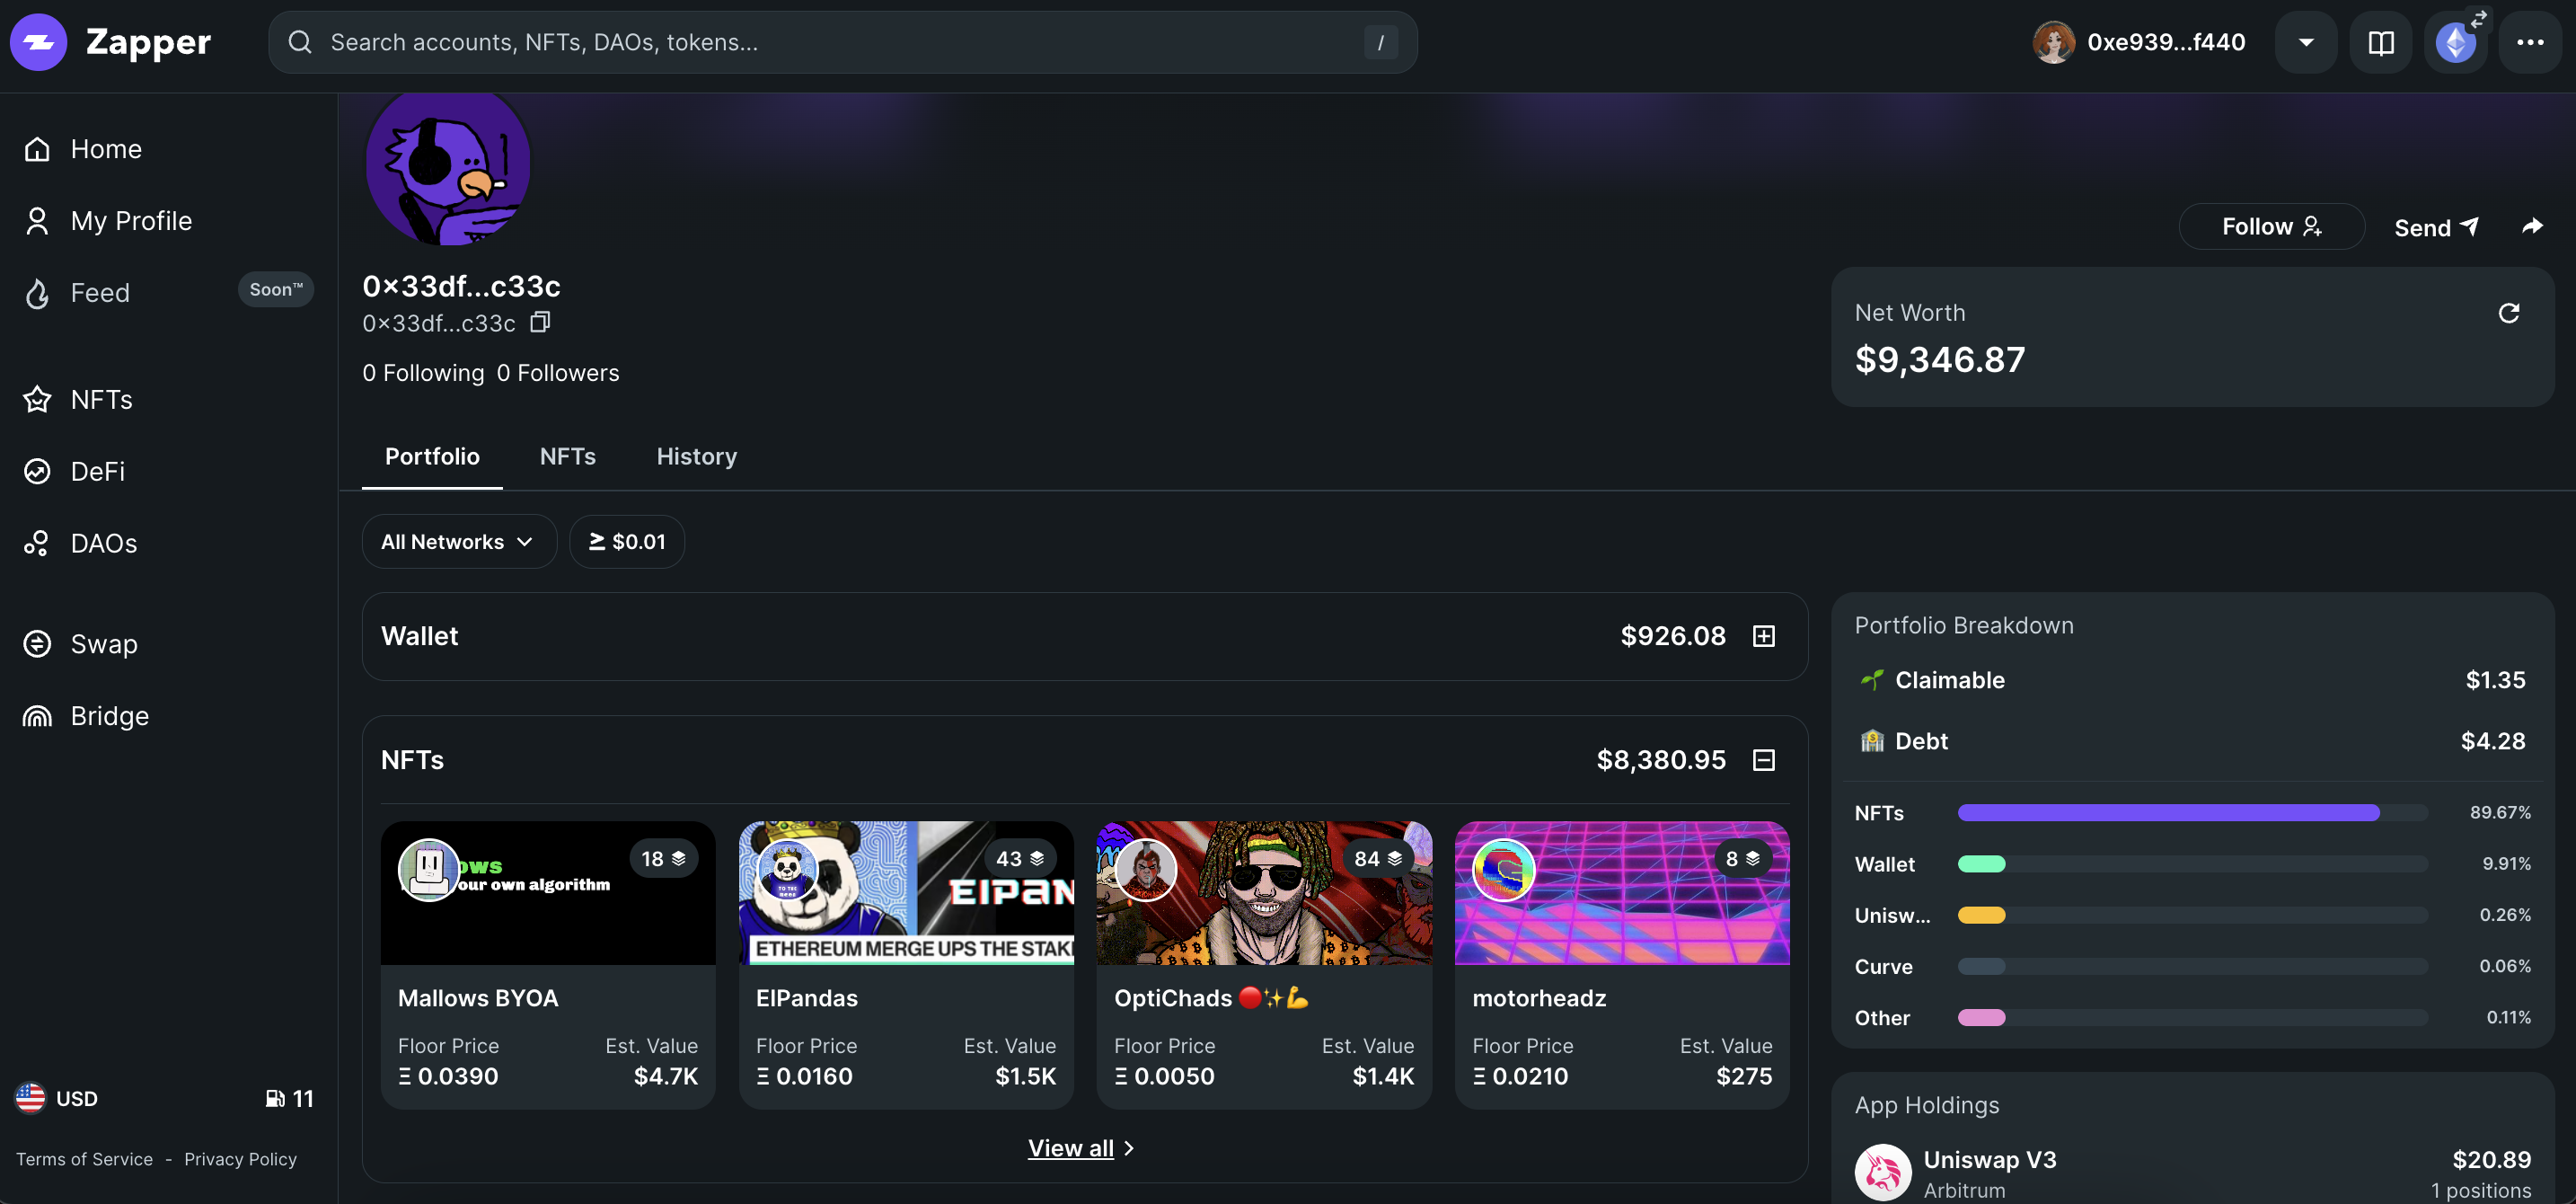 Zapper
Search accounts, NFTs, DAOs, tokens...
/
0xe939...f440
Home
My Profile
Feed
Soon™
NFTs
DeFi
DAOs
Swap
Bridge
USD
11
Terms of Service - Privacy Policy
0×33df...c33c
0×33df...c33c
0 Following 0 Followers
Follow
Send
Net Worth
$9,346.87
Portfolio
NFTs
History
All Networks
≥ $0.01
Wallet
$926.08
NFTs
$8,380.95
18
ows
our own algorithm
Mallows BYOA
Floor Price
Est. Value
Ξ 0.0390
$4.7K
43
TO THE
ElPAN
ETHEREUM MERGE UPS THE STAK
ElPandas
Floor Price
Est. Value
Ξ 0.0160
$1.5K
84
OptiChads 🔴✨💪
Floor Price
Est. Value
Ξ 0.0050
$1.4K
8
motorheadz
Floor Price
Est. Value
Ξ 0.0210
$275
View all
Portfolio Breakdown
Claimable
$1.35
Debt
$4.28
NFTs
89.67%
Wallet
9.91%
Unisw...
0.26%
Curve
0.06%
Other
0.11%
App Holdings
Uniswap V3
$20.89
Arbitrum
1 positions